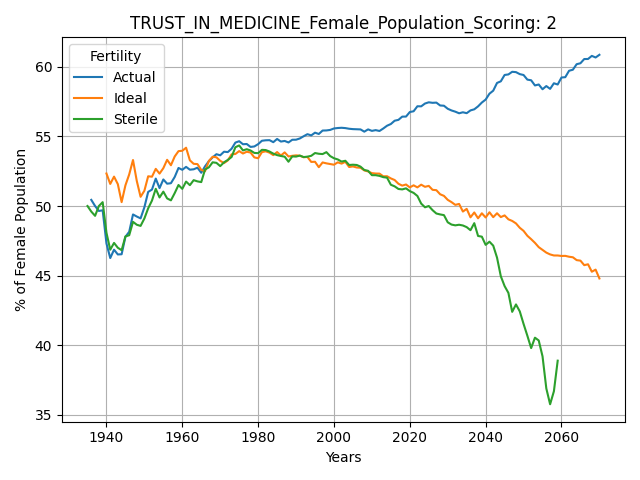 TRUST_IN_MEDICINE_Female_Population_Scoring: 2
Fertility
Actual
Ideal
Sterile
% of Female Population
60
55
50
45
40
35
1940 1960 1980 2000 2020 2040 2060
Years